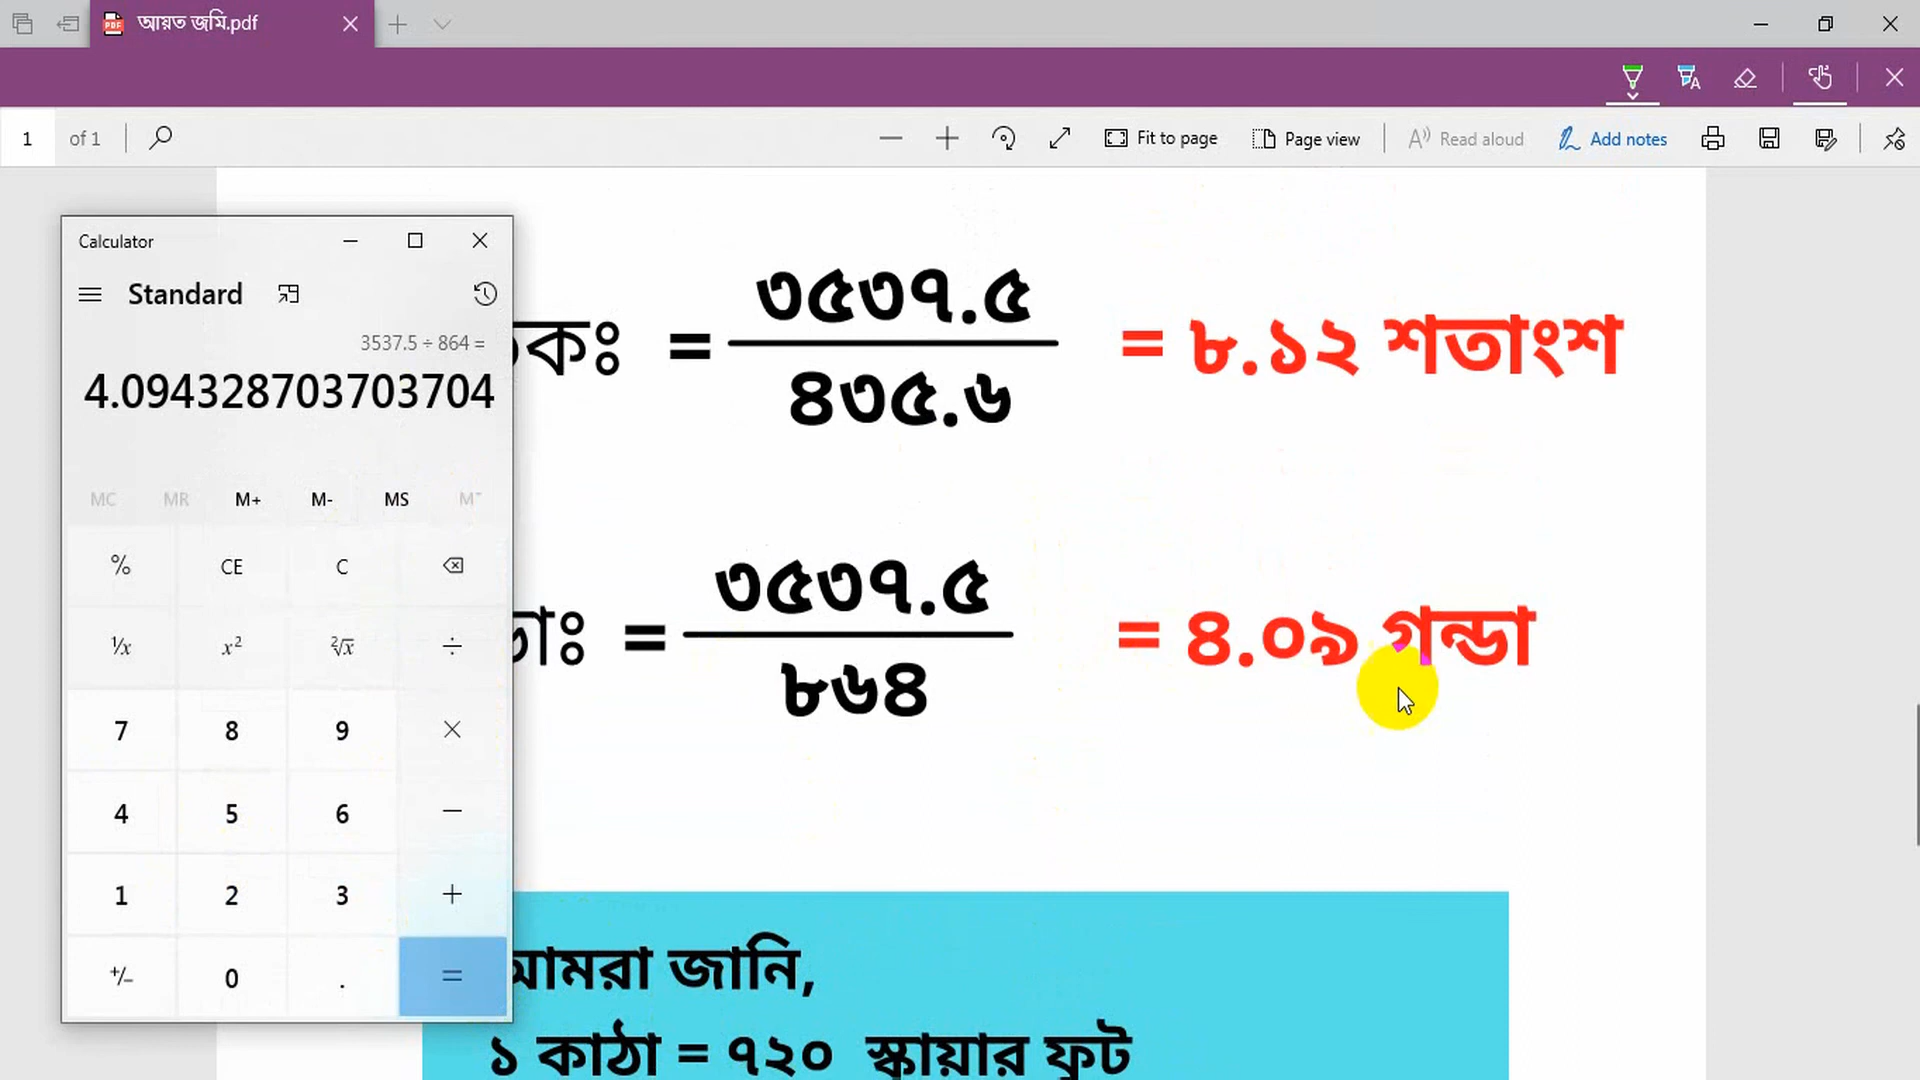 আয়ত জমি.pdf
1 of 1
Fit to page
Page view
Read aloud
Add notes
Calculator
Standard
3537.5 ÷ 864 =
4.094328703703704
MC MR M+ M- MS M˅
% CE C
¹/x x² ²√x ÷
7 8 9 ×
4 5 6 −
1 2 3 +
+/− 0 . =
কঃ = ৩৫৩৭.৫ = ৮.১২ শতাংশ
৪৩৫.৬
ডাঃ = ৩৫৩৭.৫ = ৪.০৯ গন্ডা
৮৬৪
আমরা জানি,
১ কাঠা = ৭২০ স্কায়ার ফুট